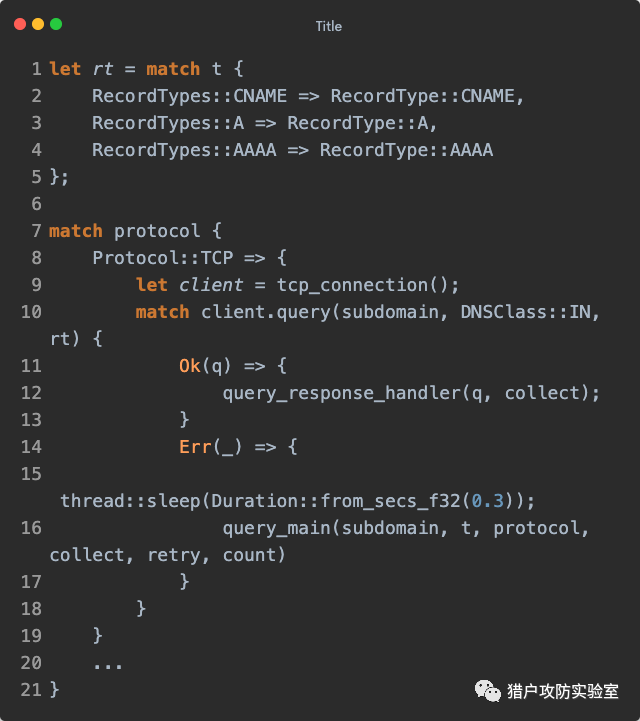 Title
1 let rt = match t {
2     RecordTypes::CNAME => RecordType::CNAME,
3     RecordTypes::A => RecordType::A,
4     RecordTypes::AAAA => RecordType::AAAA
5 };
6
7 match protocol {
8     Protocol::TCP => {
9         let client = tcp_connection();
10         match client.query(subdomain, DNSClass::IN,
rt) {
11             Ok(q) => {
12                 query_response_handler(q, collect);
13             }
14             Err(_) => {
15
thread::sleep(Duration::from_secs_f32(0.3));
16                 query_main(subdomain, t, protocol,
collect, retry, count)
17             }
18         }
19     }
20     ...
21 }
猎户攻防实验室